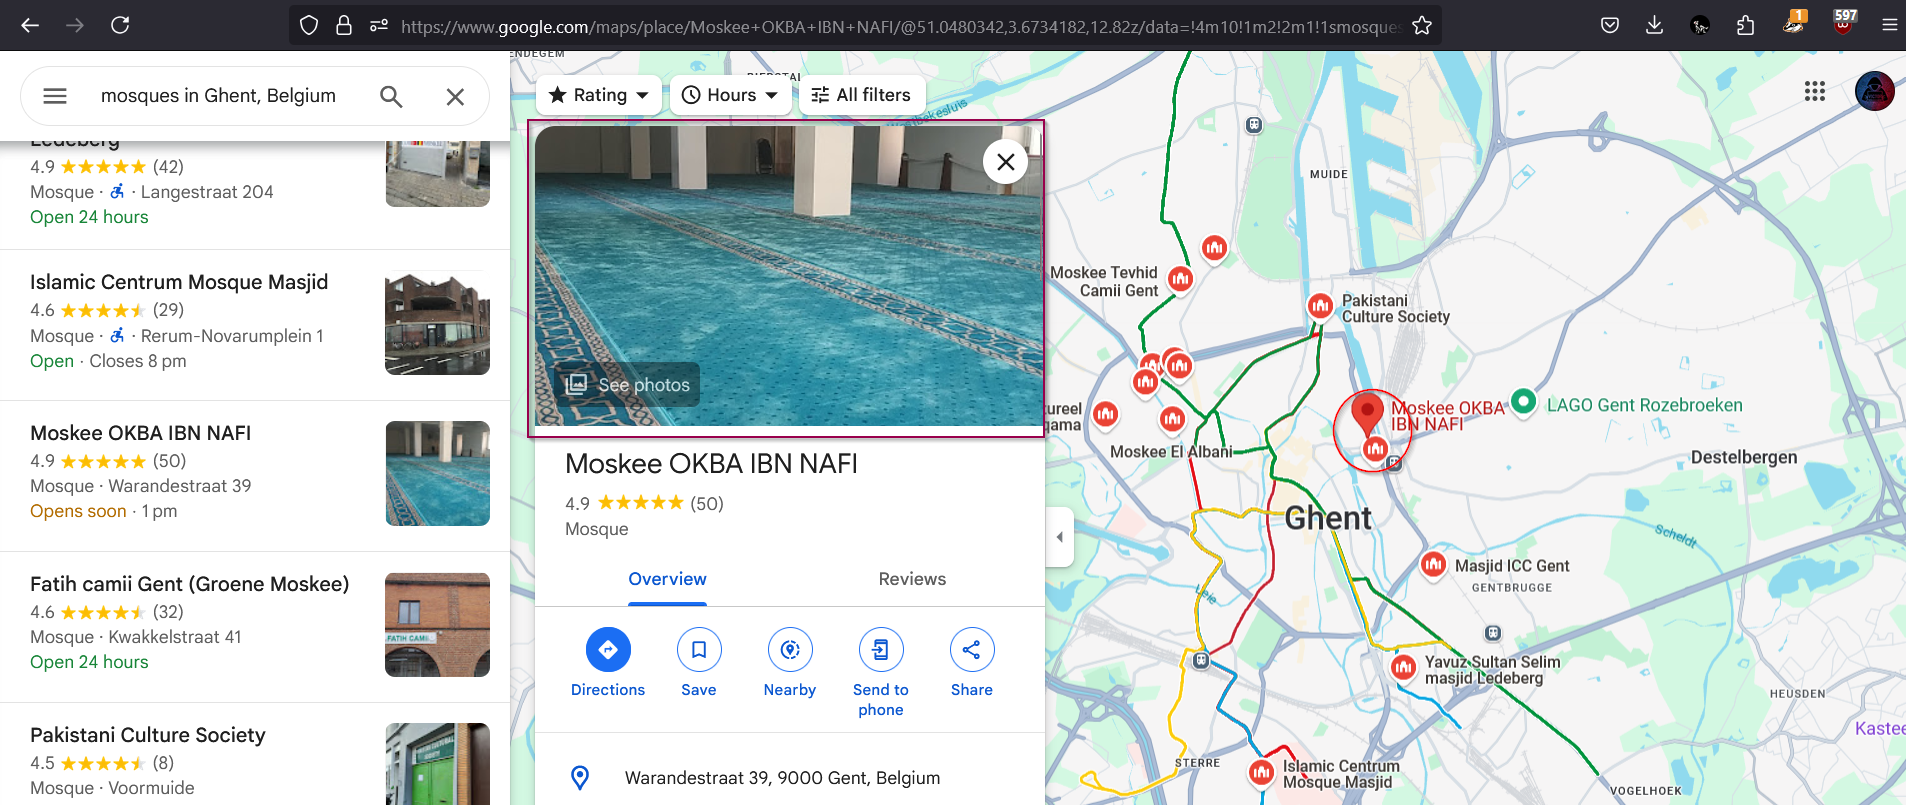 https://www.google.com/maps/place/Moskee+OKBA+IBN+NAFI/@51.0480342,3.6734182,12.82z/data=!4m10!1m2!2m1!1smosques
1
597
mosques in Ghent, Belgium
Rating
Hours
All filters
Ledeberg
4.9 (42)
Mosque · Langestraat 204
Open 24 hours
Islamic Centrum Mosque Masjid
4.6 (29)
Mosque · Rerum-Novarumplein 1
Open · Closes 8 pm
Moskee OKBA IBN NAFI
4.9 (50)
Mosque · Warandestraat 39
Opens soon · 1 pm
Fatih camii Gent (Groene Moskee)
4.6 (32)
Mosque · Kwakkelstraat 41
Open 24 hours
FATIH CAMİ
Pakistani Culture Society
4.5 (8)
Mosque · Voormuide
See photos
Moskee OKBA IBN NAFI
4.9 (50)
Mosque
Overview
Reviews
Directions
Save
Nearby
Send to
phone
Share
Warandestraat 39, 9000 Gent, Belgium
MUIDE
Moskee Tevhid
Camii Gent
Pakistani
Culture Society
Moskee OKBA
IBN NAFI
LAGO Gent Rozebroeken
Moskee El Albani
Destelbergen
Ghent
Scheldt
Leie
Masjid ICC Gent
GENTBRUGGE
Yavuz Sultan Selim
masjid Ledeberg
HEUSDEN
Kastee
STERRE
Islamic Centrum
Mosque Masjid
VOGELHOEK